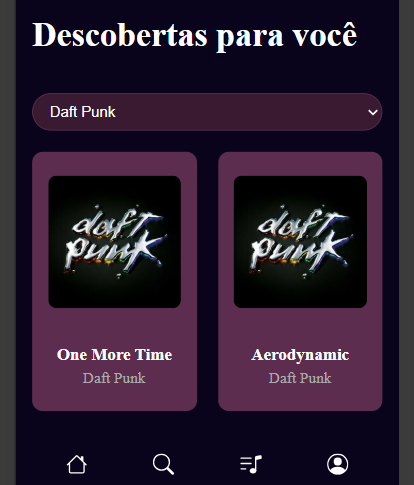 Descobertas para você
Daft Punk
daft
punk
daft
punk
One More Time
Daft Punk
Aerodynamic
Daft Punk